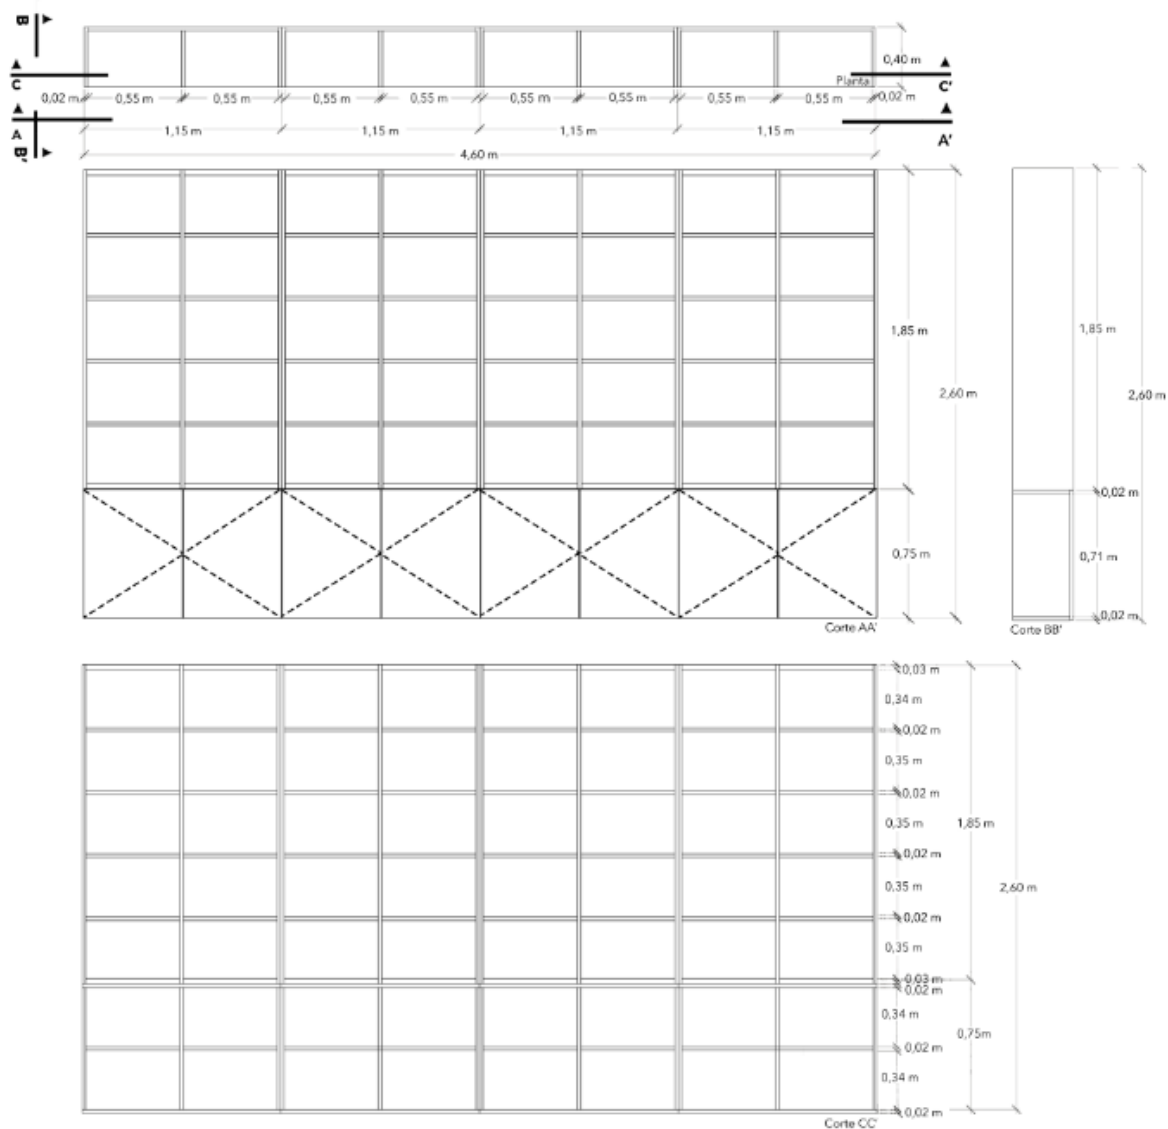 B
0,40 m
C
Planta
C'
0,02 m 0,55 m 0,55 m 0,55 m 0,55 m 0,55 m 0,55 m 0,55 m 0,55 m 0,02 m
A
1,15 m 1,15 m 1,15 m 1,15 m
A'
B'
4,60 m
1,85 m
1,85 m
2,60 m
2,60 m
0,02 m
0,75 m
0,71 m
0,02 m
Corte AA'
Corte BB'
0,03 m
0,34 m
0,02 m
0,35 m
0,02 m
0,35 m
1,85 m
0,02 m
0,35 m
2,60 m
0,02 m
0,35 m
0,03 m
0,02 m
0,34 m
0,75m
0,02 m
0,34 m
0,02 m
Corte CC'